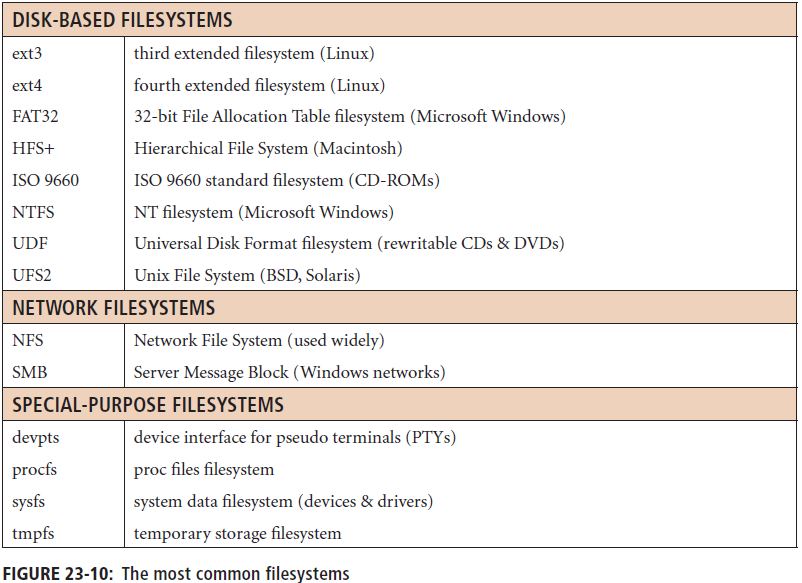 DISK-BASED FILESYSTEMS
ext3 third extended filesystem (Linux)
ext4 fourth extended filesystem (Linux)
FAT32 32-bit File Allocation Table filesystem (Microsoft Windows)
HFS+ Hierarchical File System (Macintosh)
ISO 9660 ISO 9660 standard filesystem (CD-ROMs)
NTFS NT filesystem (Microsoft Windows)
UDF Universal Disk Format filesystem (rewritable CDs & DVDs)
UFS2 Unix File System (BSD, Solaris)
NETWORK FILESYSTEMS
NFS Network File System (used widely)
SMB Server Message Block (Windows networks)
SPECIAL-PURPOSE FILESYSTEMS
devpts device interface for pseudo terminals (PTYs)
procfs proc files filesystem
sysfs system data filesystem (devices & drivers)
tmpfs temporary storage filesystem
FIGURE 23-10: The most common filesystems